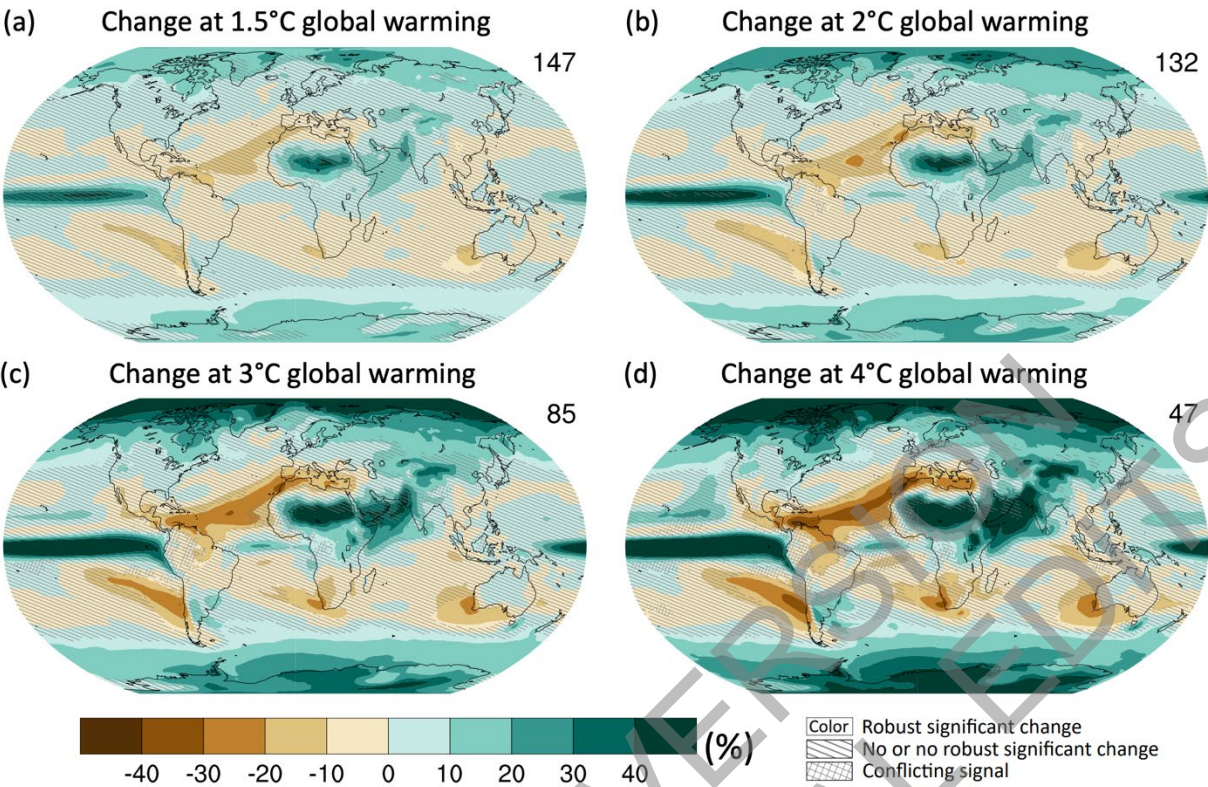 (a) Change at 1.5°C global warming
147
(b) Change at 2°C global warming
132
(c) Change at 3°C global warming
85
(d) Change at 4°C global warming
47
-40 -30 -20 -10 0 10 20 30 40 (%)
Color Robust significant change
No or no robust significant change
Conflicting signal
VERSION
EDITS